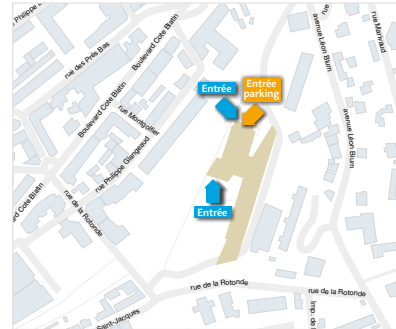 rue Philippe G
rue des Prés Bas
Boulevard Cote Blatin
Boulevard Cote Blatin
rue Montgolfier
rue Philippe Glangeaud
Boulevard Cote Blatin
rue de la Rotonde
avenue Léon Blum
rue Marivaud
avenue Léon Blum
Entrée
Entrée
parking
Entrée
rue de la Rotonde
rue de la Rotonde
Saint-Jacques
imp. de l